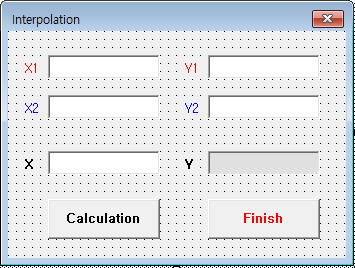 Interpolation
X1 Y1
X2 Y2
X Y
Calculation Finish